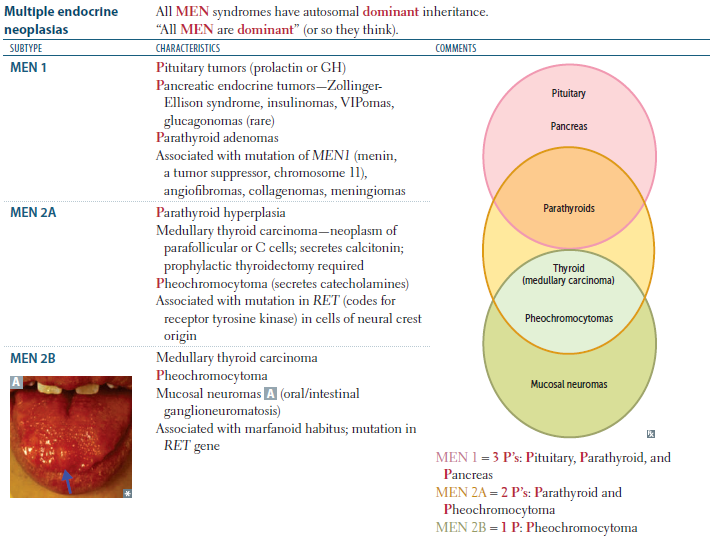 Multiple endocrine
neoplasias
All MEN syndromes have autosomal dominant inheritance.
“All MEN are dominant” (or so they think).
SUBTYPE
CHARACTERISTICS
COMMENTS
MEN 1
Pituitary tumors (prolactin or GH)
Pancreatic endocrine tumors—Zollinger-
Ellison syndrome, insulinomas, VIPomas,
glucagonomas (rare)
Parathyroid adenomas
Associated with mutation of MEN1 (menin,
a tumor suppressor, chromosome 11),
angiofibromas, collagenomas, meningiomas
MEN 2A
Parathyroid hyperplasia
Medullary thyroid carcinoma—neoplasm of
parafollicular or C cells; secretes calcitonin;
prophylactic thyroidectomy required
Pheochromocytoma (secretes catecholamines)
Associated with mutation in RET (codes for
receptor tyrosine kinase) in cells of neural crest
origin
MEN 2B
A
Medullary thyroid carcinoma
Pheochromocytoma
Mucosal neuromas A (oral/intestinal
ganglioneuromatosis)
Associated with marfanoid habitus; mutation in
RET gene
Pituitary
Pancreas
Parathyroids
Thyroid
(medullary carcinoma)
Pheochromocytomas
Mucosal neuromas
MEN 1 = 3 P’s: Pituitary, Parathyroid, and
Pancreas
MEN 2A = 2 P’s: Parathyroid and
Pheochromocytoma
MEN 2B = 1 P: Pheochromocytoma